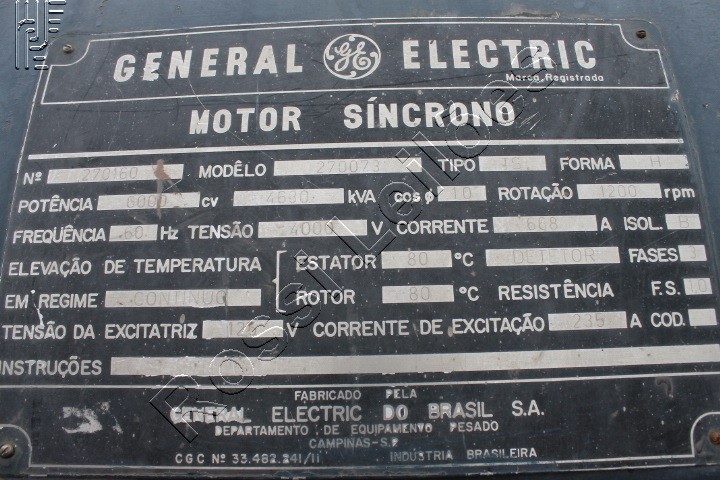 GENERAL GE ELECTRIC
Marca Registrada
MOTOR SÍNCRONO
Nº 270160 MODÊLO 270073 TIPO TS FORMA H
POTÊNCIA 6000 cv 4690 kVA cos ø 1.0 ROTAÇÃO 1200 rpm
FREQUÊNCIA 60 Hz TENSÃO 4000 V CORRENTE 668 A ISOL. B
ELEVAÇÃO DE TEMPERATURA ESTATOR 80 °C DETETOR FASES 3
EM REGIME CONTINUO ROTOR 80 °C RESISTÊNCIA F.S. 1.0
TENSÃO DA EXCITATRIZ V CORRENTE DE EXCITAÇÃO 235 A COD.
INSTRUÇÕES
FABRICADO PELA
GENERAL ELECTRIC DO BRASIL S.A.
DEPARTAMENTO DE EQUIPAMENTO PESADO
CAMPINAS-S.P
CGC Nº 33.482.241/11 INDÚSTRIA BRASILEIRA
Rossi Leilões